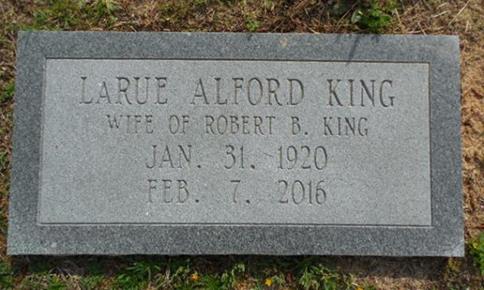 LARUE ALFORD KING
WIFE OF ROBERT B. KING
JAN. 31. 1920
FEB. 7. 2016